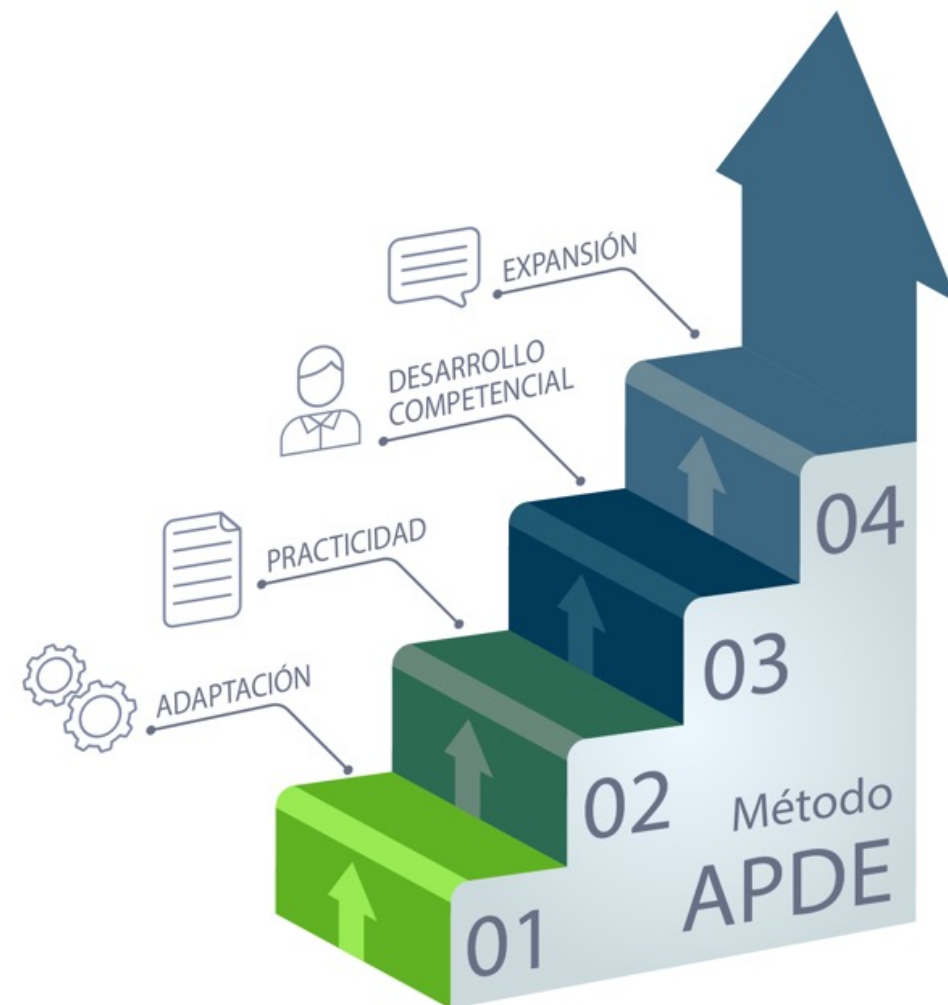 EXPANSIÓN
DESARROLLO
COMPETENCIAL
PRACTICIDAD
ADAPTACIÓN
04
03
02
01
Método
APDE